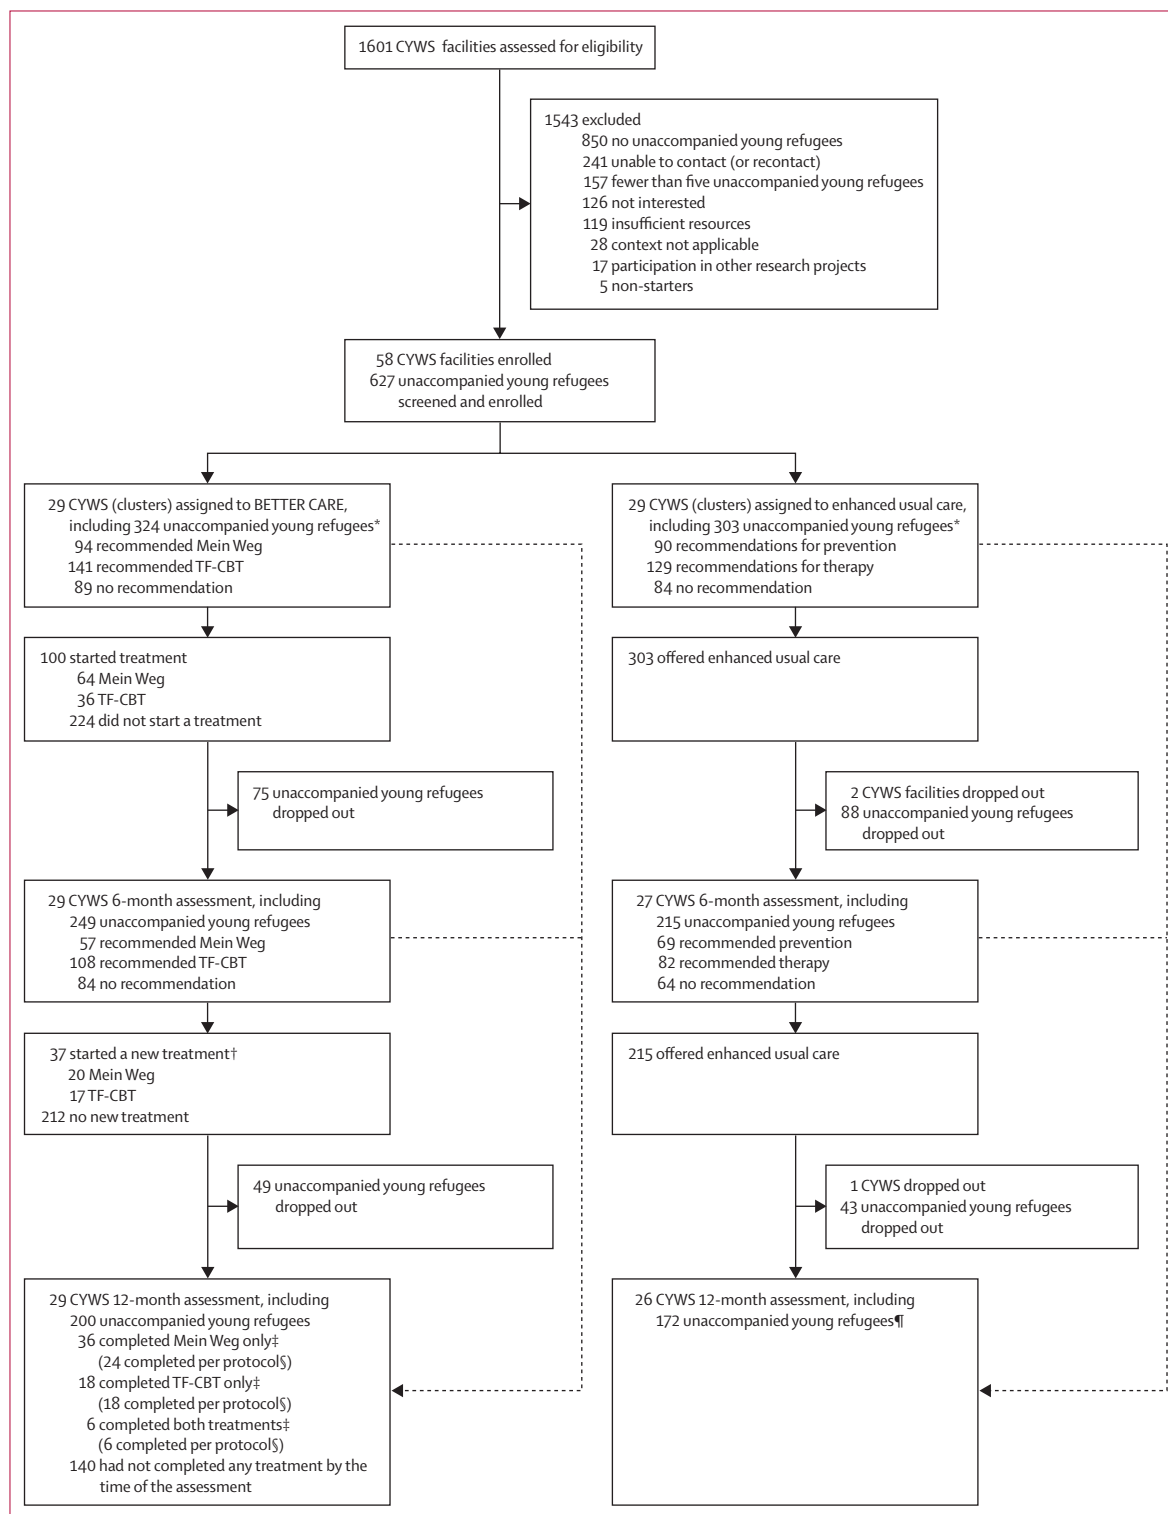 1601 CYWS facilities assessed for eligibility
1543 excluded
850 no unaccompanied young refugees
241 unable to contact (or recontact)
157 fewer than five unaccompanied young refugees
126 not interested
119 insufficient resources
28 context not applicable
17 participation in other research projects
5 non-starters
58 CYWS facilities enrolled
627 unaccompanied young refugees
screened and enrolled
29 CYWS (clusters) assigned to BETTER CARE,
including 324 unaccompanied young refugees*
94 recommended Mein Weg
141 recommended TF-CBT
89 no recommendation
29 CYWS (clusters) assigned to enhanced usual care,
including 303 unaccompanied young refugees*
90 recommendations for prevention
129 recommendations for therapy
84 no recommendation
100 started treatment
64 Mein Weg
36 TF-CBT
224 did not start a treatment
303 offered enhanced usual care
75 unaccompanied young refugees
dropped out
2 CYWS facilities dropped out
88 unaccompanied young refugees
dropped out
29 CYWS 6-month assessment, including
249 unaccompanied young refugees
57 recommended Mein Weg
108 recommended TF-CBT
84 no recommendation
27 CYWS 6-month assessment, including
215 unaccompanied young refugees
69 recommended prevention
82 recommended therapy
64 no recommendation
37 started a new treatment†
20 Mein Weg
17 TF-CBT
212 no new treatment
215 offered enhanced usual care
49 unaccompanied young refugees
dropped out
1 CYWS dropped out
43 unaccompanied young refugees
dropped out
29 CYWS 12-month assessment, including
200 unaccompanied young refugees
36 completed Mein Weg only‡
(24 completed per protocol§)
18 completed TF-CBT only‡
(18 completed per protocol§)
6 completed both treatments‡
(6 completed per protocol§)
140 had not completed any treatment by the
time of the assessment
26 CYWS 12-month assessment, including
172 unaccompanied young refugees¶